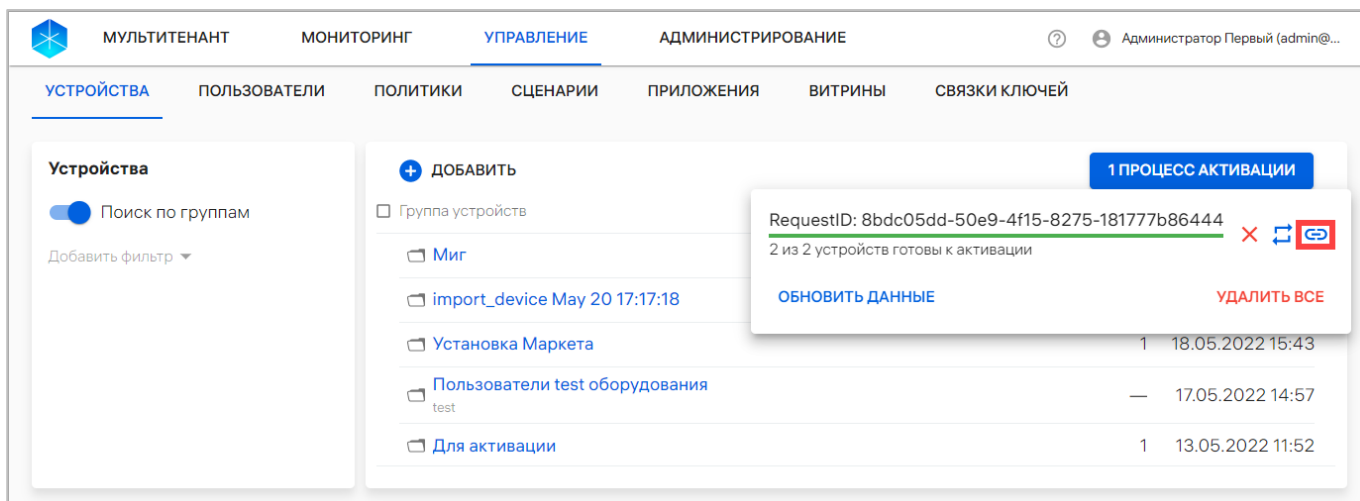 МУЛЬТИТЕНАНТ МОНИТОРИНГ УПРАВЛЕНИЕ АДМИНИСТРИРОВАНИЕ ? Администратор Первый (admin@...
УСТРОЙСТВА ПОЛЬЗОВАТЕЛИ ПОЛИТИКИ СЦЕНАРИИ ПРИЛОЖЕНИЯ ВИТРИНЫ СВЯЗКИ КЛЮЧЕЙ
Устройства
Поиск по группам
Добавить фильтр
ДОБАВИТЬ 1 ПРОЦЕСС АКТИВАЦИИ
Группа устройств
RequestID: 8bdc05dd-50e9-4f15-8275-181777b86444
2 из 2 устройств готовы к активации
ОБНОВИТЬ ДАННЫЕ УДАЛИТЬ ВСЕ
Миг
import_device May 20 17:17:18
Установка Маркета 1 18.05.2022 15:43
Пользователи test оборудования — 17.05.2022 14:57
test
Для активации 1 13.05.2022 11:52